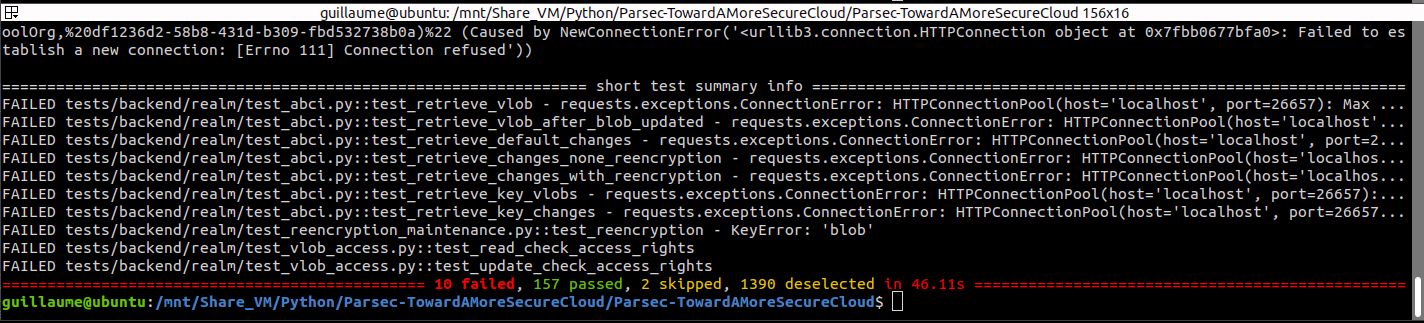 guillaume@ubuntu: /mnt/Share_VM/Python/Parsec-TowardAMoreSecureCloud/Parsec-TowardAMoreSecureCloud 156x16
oolOrg,%20df1236d2-58b8-431d-b309-fbd532738b0a)%22 (Caused by NewConnectionError('<urllib3.connection.HTTPConnection object at 0x7fbb0677bfa0>: Failed to es
tablish a new connection: [Errno 111] Connection refused'))
================================================================= short test summary info ==================================================================
FAILED tests/backend/realm/test_abci.py::test_retrieve_vlob - requests.exceptions.ConnectionError: HTTPConnectionPool(host='localhost', port=26657): Max ...
FAILED tests/backend/realm/test_abci.py::test_retrieve_vlob_after_blob_updated - requests.exceptions.ConnectionError: HTTPConnectionPool(host='localhost'...
FAILED tests/backend/realm/test_abci.py::test_retrieve_default_changes - requests.exceptions.ConnectionError: HTTPConnectionPool(host='localhost', port=2...
FAILED tests/backend/realm/test_abci.py::test_retrieve_changes_none_reencryption - requests.exceptions.ConnectionError: HTTPConnectionPool(host='localhos...
FAILED tests/backend/realm/test_abci.py::test_retrieve_changes_with_reencryption - requests.exceptions.ConnectionError: HTTPConnectionPool(host='localhos...
FAILED tests/backend/realm/test_abci.py::test_retrieve_key_vlobs - requests.exceptions.ConnectionError: HTTPConnectionPool(host='localhost', port=26657):...
FAILED tests/backend/realm/test_abci.py::test_retrieve_key_changes - requests.exceptions.ConnectionError: HTTPConnectionPool(host='localhost', port=26657...
FAILED tests/backend/realm/test_reencryption_maintenance.py::test_reencryption - KeyError: 'blob'
FAILED tests/backend/realm/test_vlob_access.py::test_read_check_access_rights
FAILED tests/backend/realm/test_vlob_access.py::test_update_check_access_rights
=============================================== 10 failed, 157 passed, 2 skipped, 1390 deselected in 46.11s ================================================
guillaume@ubuntu:/mnt/Share_VM/Python/Parsec-TowardAMoreSecureCloud/Parsec-TowardAMoreSecureCloud$